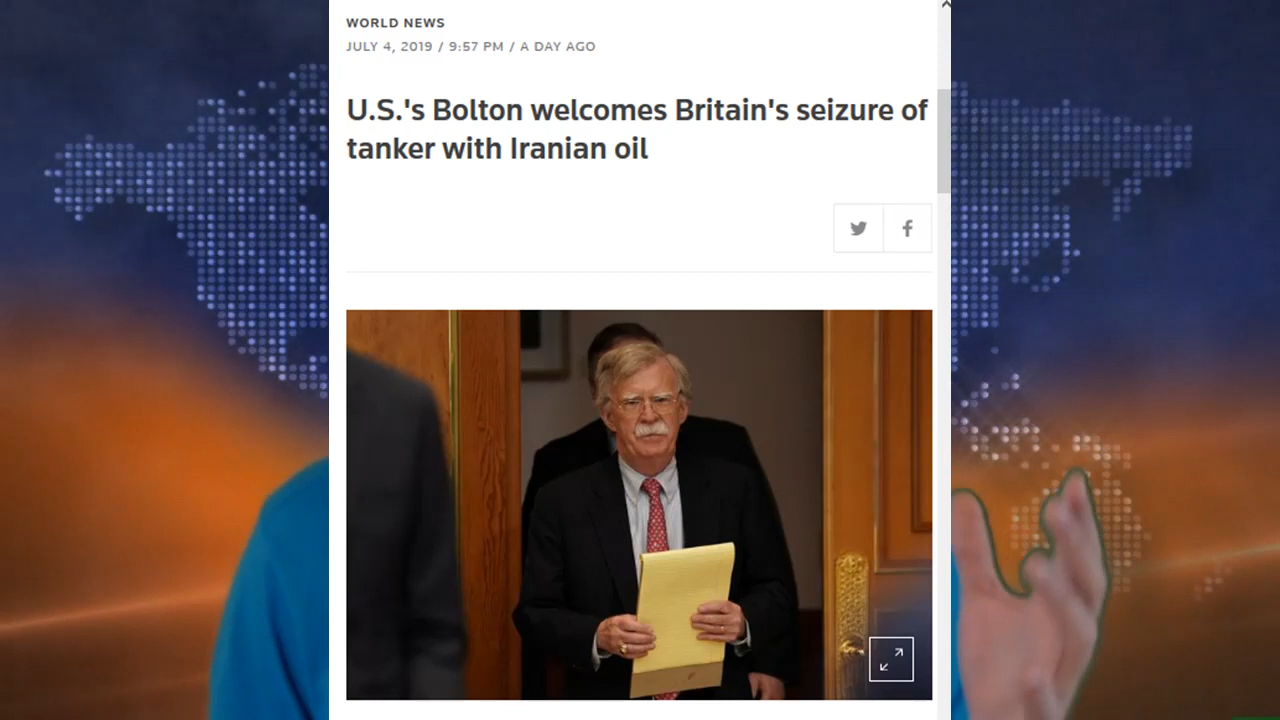 WORLD NEWS
JULY 4, 2019 / 9:57 PM / A DAY AGO
U.S.'s Bolton welcomes Britain's seizure of
tanker with Iranian oil